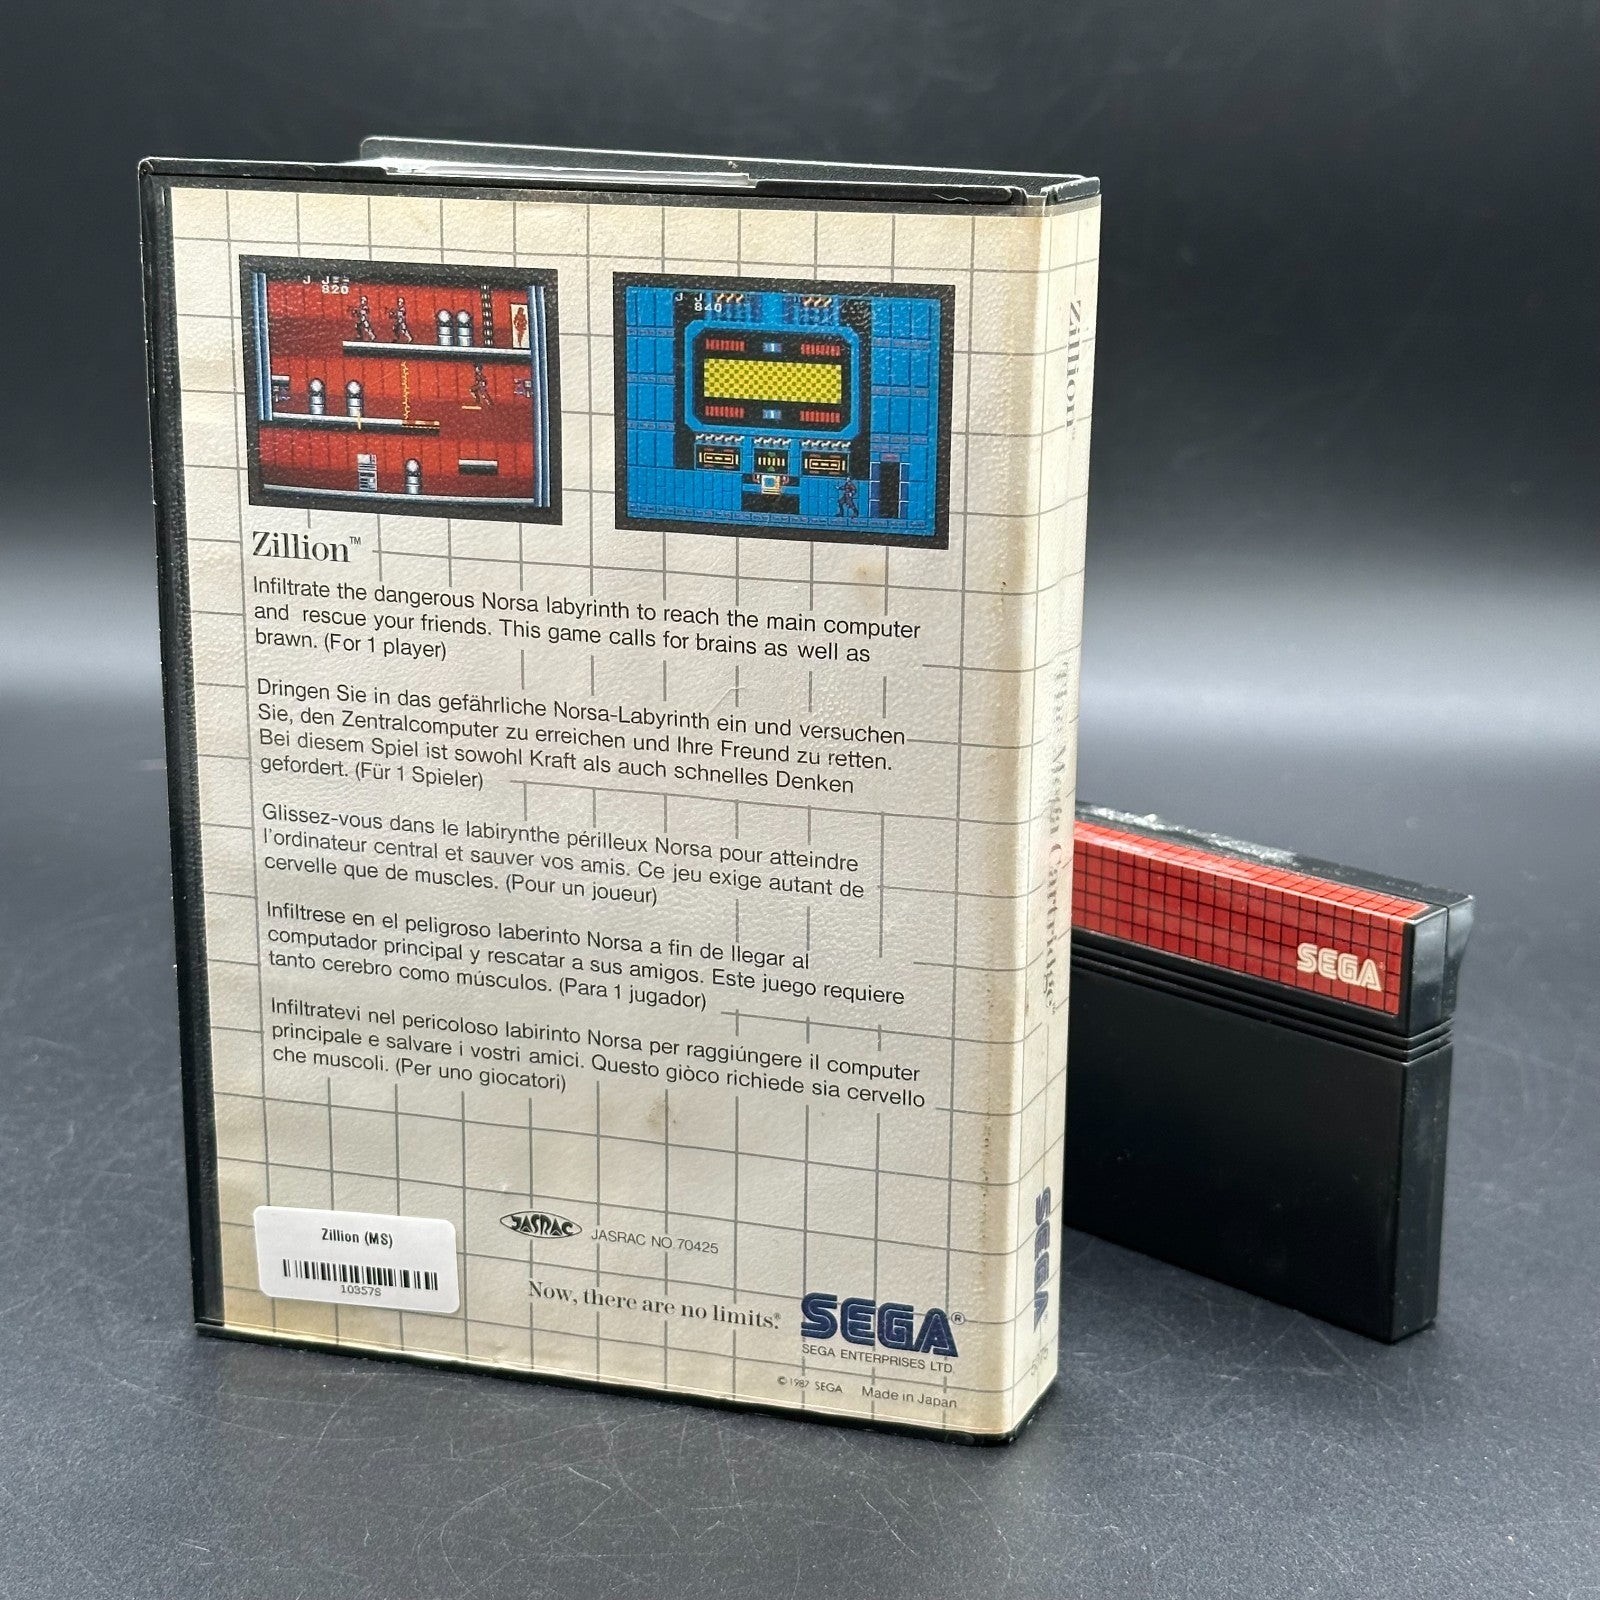 J J
820
J J
840
Zillion™
Infiltrate the dangerous Norsa labyrinth to reach the main computer
and rescue your friends. This game calls for brains as well as
brawn. (For 1 player)
Dringen Sie in das gefährliche Norsa-Labyrinth ein und versuchen
Sie, den Zentralcomputer zu erreichen und Ihre Freund zu retten.
Bei diesem Spiel ist sowohl Kraft als auch schnelles Denken
gefordert. (Für 1 Spieler)
Glissez-vous dans le labirynthe périlleux Norsa pour atteindre
l'ordinateur central et sauver vos amis. Ce jeu exige autant de
cervelle que de muscles. (Pour un joueur)
Infiltrese en el peligroso laberinto Norsa a fin de llegar al
computador principal y rescatar a sus amigos. Este juego requiere
tanto cerebro como músculos. (Para 1 jugador)
Infiltratevi nel pericoloso labirinto Norsa per raggiúngere il computer
principale e salvare i vostri amici. Questo giòco richiede sia cervello
che muscoli. (Per uno giocatori)
Zillion (MS)
103575
JASRAC JASRAC NO.70425
Now, there are no limits.®
SEGA®
SEGA ENTERPRISES LTD.
©1987 SEGA Made in Japan
Zillion™
The Mega Cartridge™
SEGA
SEGA